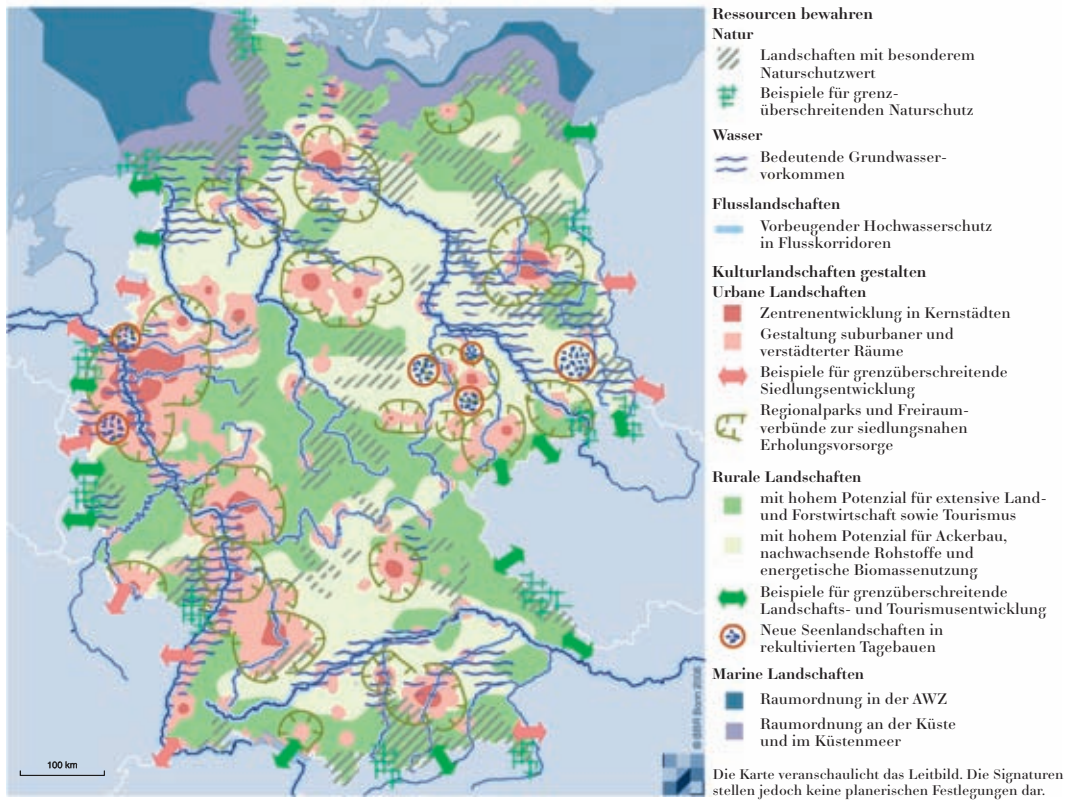 Ressourcen bewahren
Natur
Landschaften mit besonderem
Naturschutzwert
Beispiele für grenz-
überschreitenden Naturschutz
Wasser
Bedeutende Grundwasser-
vorkommen
Flusslandschaften
Vorbeugender Hochwasserschutz
in Flusskorridoren
Kulturlandschaften gestalten
Urbane Landschaften
Zentrenentwicklung in Kernstädten
Gestaltung suburbaner und
verstädterter Räume
Beispiele für grenzüberschreitende
Siedlungsentwicklung
Regionalparks und Freiraum-
verbünde zur siedlungsnahen
Erholungsvorsorge
Rurale Landschaften
mit hohem Potenzial für extensive Land-
und Forstwirtschaft sowie Tourismus
mit hohem Potenzial für Ackerbau,
nachwachsende Rohstoffe und
energetische Biomassenutzung
Beispiele für grenzüberschreitende
Landschafts- und Tourismusentwicklung
Neue Seenlandschaften in
rekultivierten Tagebauen
Marine Landschaften
Raumordnung in der AWZ
Raumordnung an der Küste
und im Küstenmeer
Die Karte veranschaulicht das Leitbild. Die Signaturen
stellen jedoch keine planerischen Festlegungen dar.
100 km
© BBR Bonn 2006